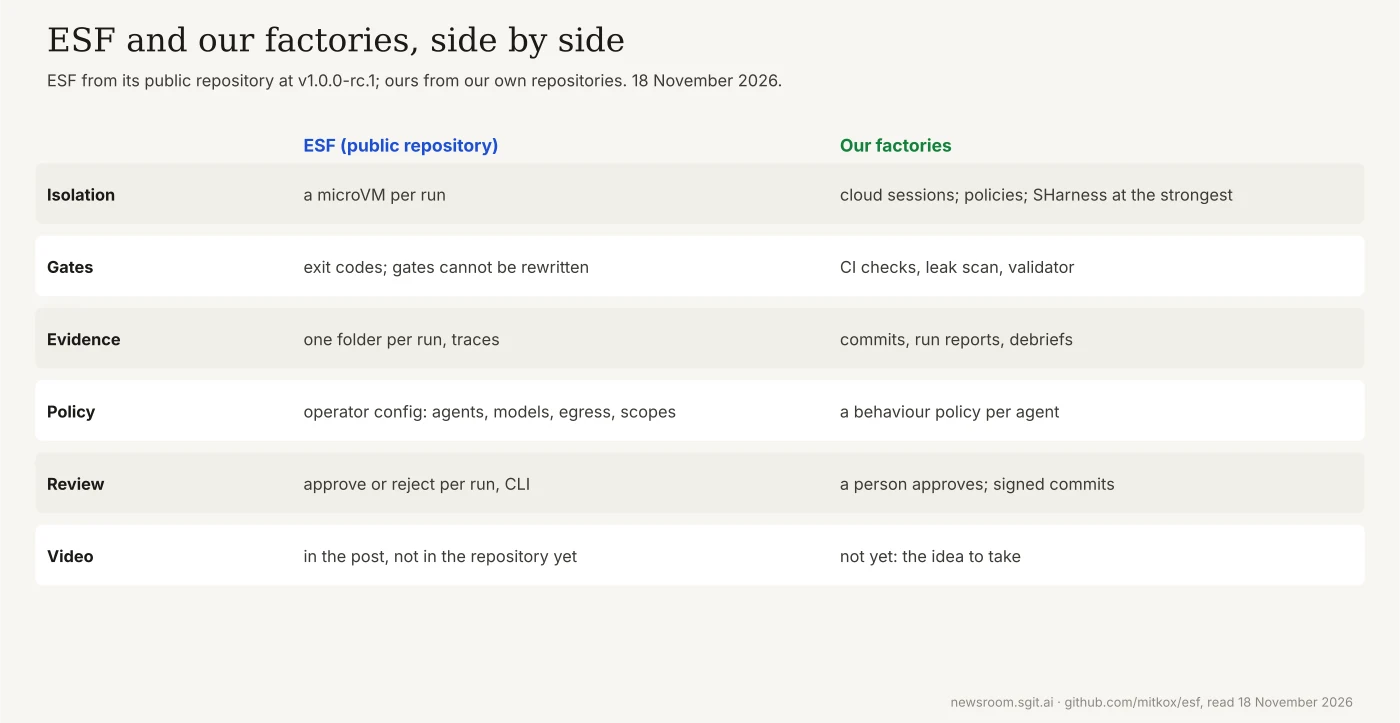 ESF and our factories, side by side
ESF from its public repository at v1.0.0-rc.1; ours from our own repositories. 18 November 2026.
ESF (public repository) Our factories
Isolation a microVM per run cloud sessions; policies; SHarness at the strongest
Gates exit codes; gates cannot be rewritten CI checks, leak scan, validator
Evidence one folder per run, traces commits, run reports, debriefs
Policy operator config: agents, models, egress, scopes a behaviour policy per agent
Review approve or reject per run, CLI a person approves; signed commits
Video in the post, not in the repository yet not yet: the idea to take
newsroom.sgit.ai · github.com/mitkox/esf, read 18 November 2026